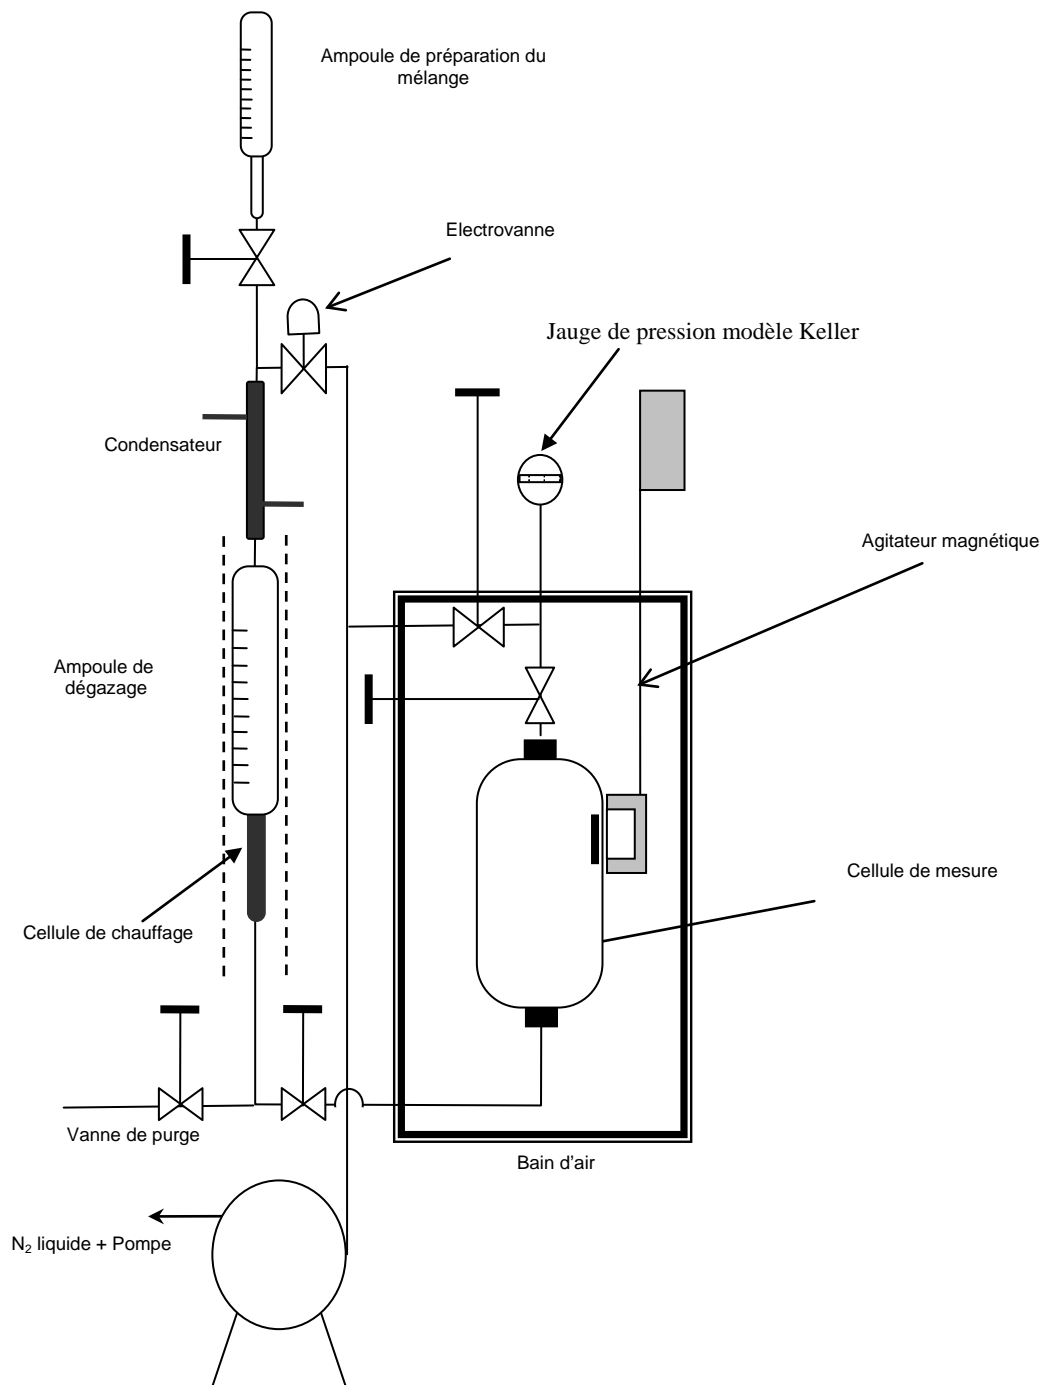 Ampoule de préparation du
mélange
Electrovanne
Jauge de pression modèle Keller
Condensateur
Agitateur magnétique
Ampoule de
dégazage
Cellule de mesure
Cellule de chauffage
Vanne de purge
Bain d'air
N₂ liquide + Pompe